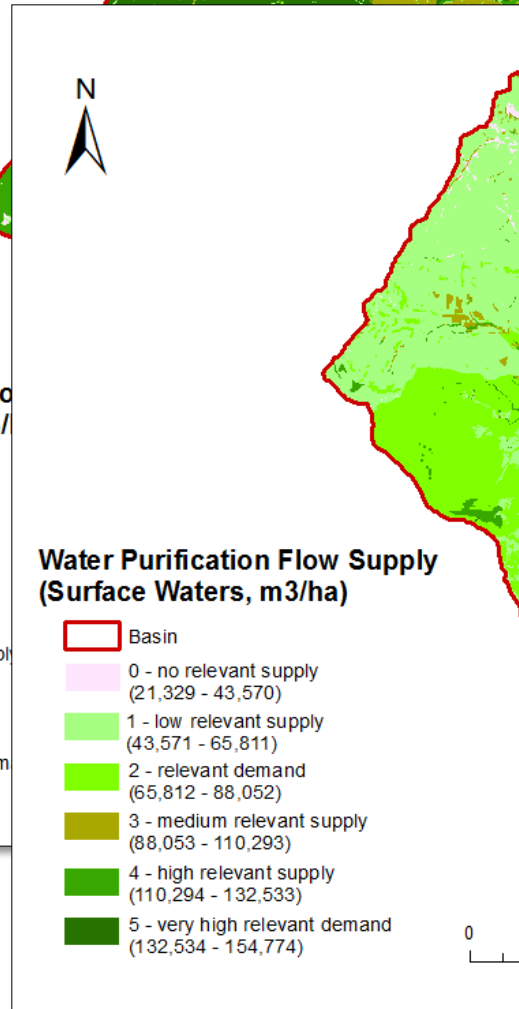 N
Water Purification Flow Supply
(Surface Waters, m3/ha)
Basin
0 - no relevant supply
(21,329 - 43,570)
1 - low relevant supply
(43,571 - 65,811)
2 - relevant demand
(65,812 - 88,052)
3 - medium relevant supply
(88,053 - 110,293)
4 - high relevant supply
(110,294 - 132,533)
5 - very high relevant demand
(132,534 - 154,774)
0